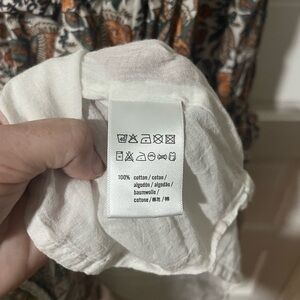 100% cotton / coton /
algodón / algodão /
baumwolle /
cotone / 棉花 / 綿